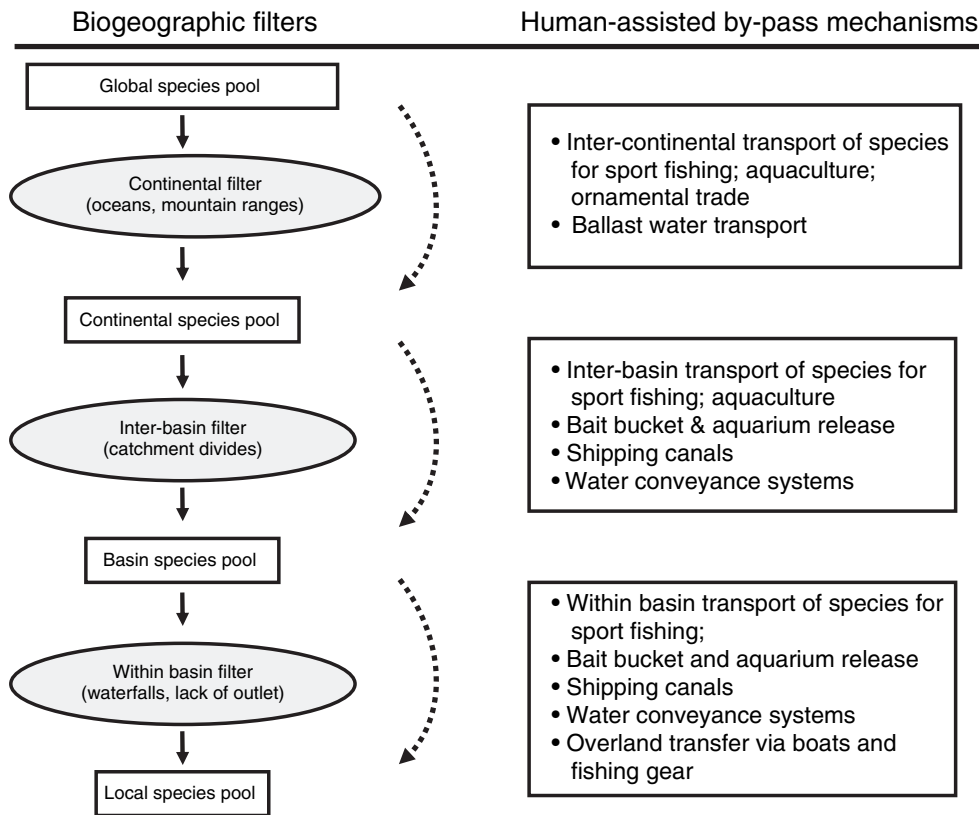 Biogeographic filters
Human-assisted by-pass mechanisms
Global species pool
Continental filter
(oceans, mountain ranges)
• Inter-continental transport of species
for sport fishing; aquaculture;
ornamental trade
• Ballast water transport
Continental species pool
Inter-basin filter
(catchment divides)
• Inter-basin transport of species for
sport fishing; aquaculture
• Bait bucket & aquarium release
• Shipping canals
• Water conveyance systems
Basin species pool
Within basin filter
(waterfalls, lack of outlet)
• Within basin transport of species for
sport fishing;
• Bait bucket and aquarium release
• Shipping canals
• Water conveyance systems
• Overland transfer via boats and
fishing gear
Local species pool